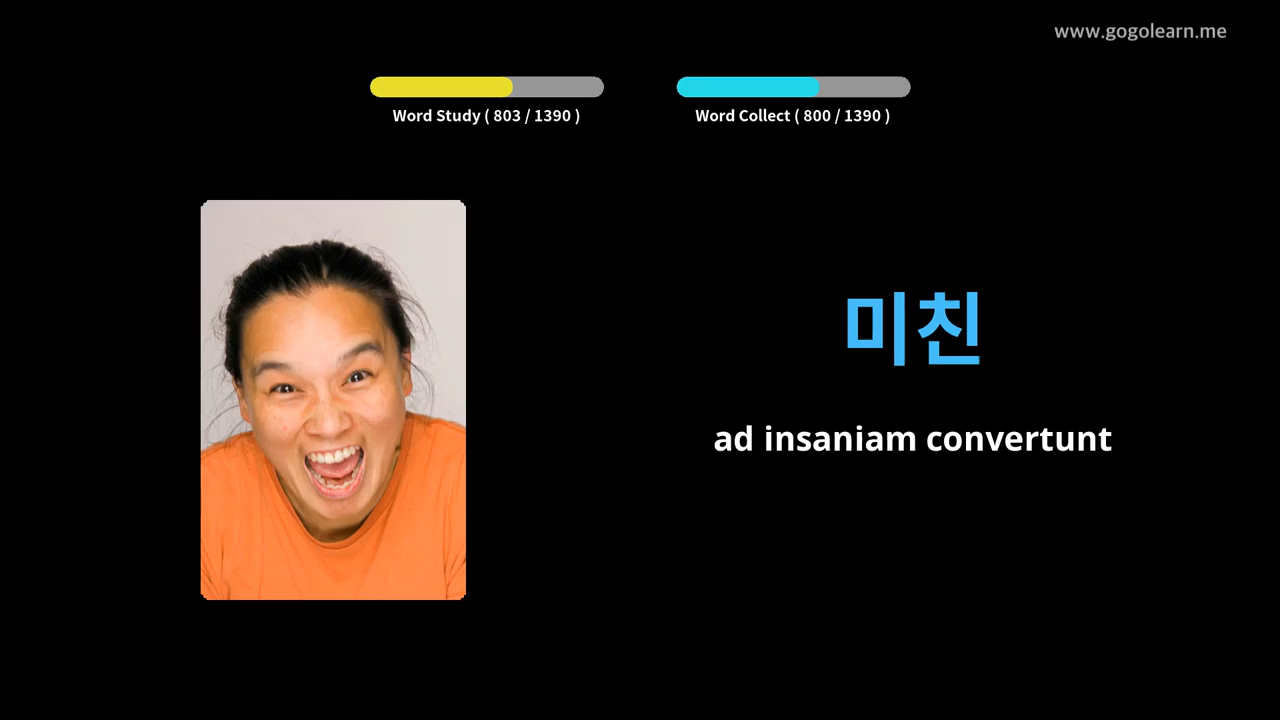 www.gogolearn.me
Word Study ( 803 / 1390 )
Word Collect ( 800 / 1390 )
미친
ad insaniam convertunt